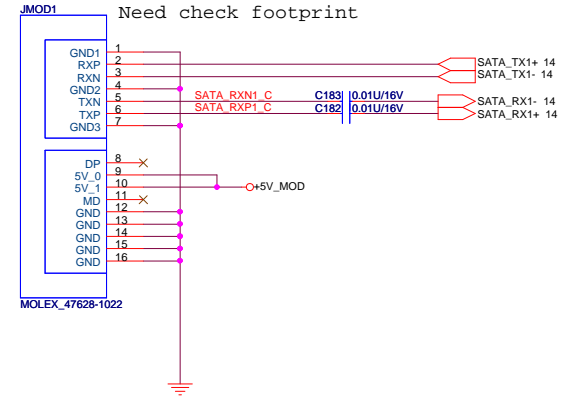 JMOD1 Need check footprint
GND1 1
RXP 2 SATA_TX1+ 14
RXN 3 SATA_TX1- 14
GND2 4
TXN 5 SATA_RXN1_C C183 0.01U/16V SATA_RX1- 14
TXP 6 SATA_RXP1_C C182 0.01U/16V SATA_RX1+ 14
GND3 7
DP 8
5V_0 9
5V_1 10 +5V_MOD
MD 11
GND 12
GND 13
GND 14
GND 15
GND 16
MOLEX_47628-1022